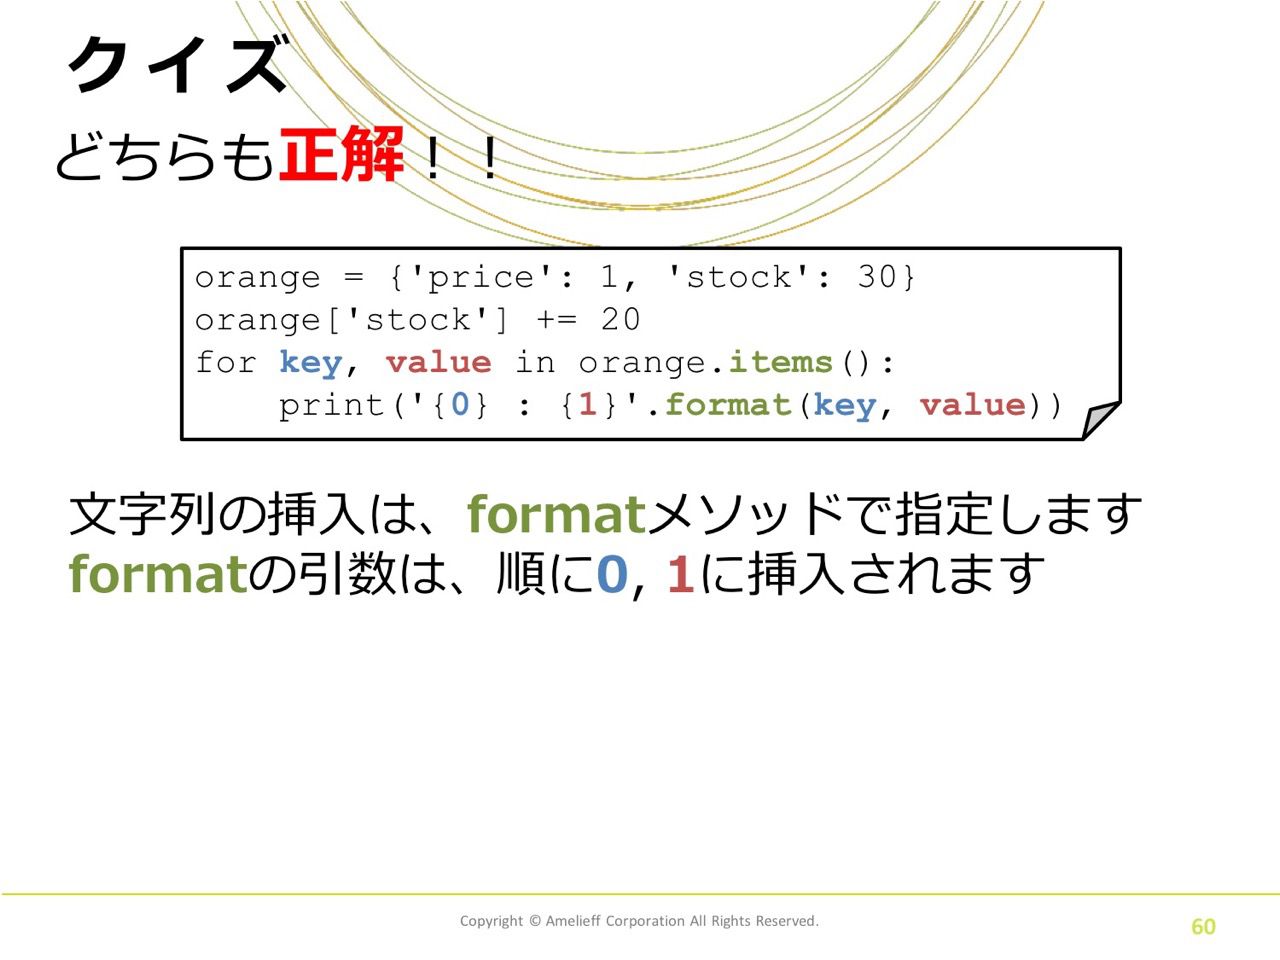 クイズ
どちらも正解！！
orange = {'price': 1, 'stock': 30}
orange['stock'] += 20
for key, value in orange.items():
    print('{0} : {1}'.format(key, value))
文字列の挿入は、formatメソッドで指定します
formatの引数は、順に0, 1に挿入されます
Copyright © Amelieff Corporation All Rights Reserved.
60